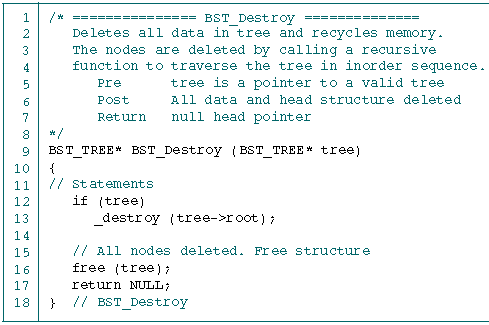 1 /* =============== BST_Destroy ==============
2 Deletes all data in tree and recycles memory.
3 The nodes are deleted by calling a recursive
4 function to traverse the tree in inorder sequence.
5 Pre tree is a pointer to a valid tree
6 Post All data and head structure deleted
7 Return null head pointer
8 */
9 BST_TREE* BST_Destroy (BST_TREE* tree)
10 {
11 // Statements
12 if (tree)
13 _destroy (tree->root);
14
15 // All nodes deleted. Free structure
16 free (tree);
17 return NULL;
18 } // BST_Destroy